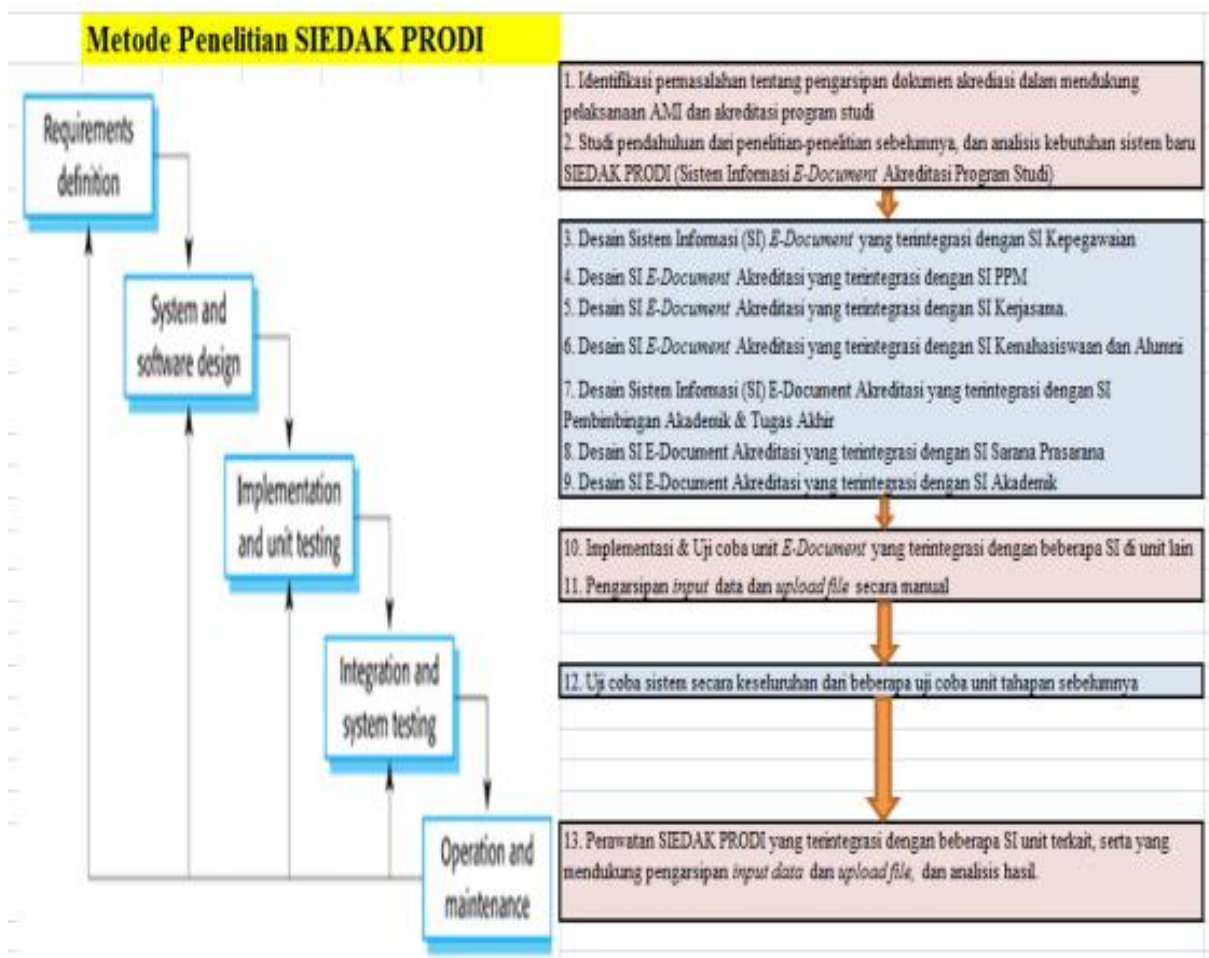 Metode Penelitian SIEDAK PRODI
Requirements
definition
System and
software design
Implementation
and unit testing
Integration and
system testing
Operation and
maintenance
1. Identifikasi permasalahan tentang pengarsipan dokumen akrediasi dalam mendukung
pelaksanaan AMI dan akreditasi program studi
2. Studi pendahuluan dari penelitian-penelitian sebelumnya, dan analisis kebutuhan sistem baru
SIEDAK PRODI (Sistem Informasi E-Document Akreditasi Program Studi)
3. Desain Sistem Informasi (SI) E-Document yang terintegrasi dengan SI Kepegawaian
4. Desain SI E-Document Akreditasi yang terintegrasi dengan SI PPM
5. Desain SI E-Document Akreditasi yang terintegrasi dengan SI Kerjasama.
6. Desain SI E-Document Akreditasi yang terintegrasi dengan SI Kemahasiswaan dan Alumni
7. Desain Sistem Informasi (SI) E-Document Akreditasi yang terintegrasi dengan SI
Pembimbingan Akademik & Tugas Akhir
8. Desain SI E-Document Akreditasi yang terintegrasi dengan SI Sarana Prasarana
9. Desain SI E-Document Akreditasi yang terintegrasi dengan SI Akademik
10. Implementasi & Uji coba unit E-Document yang terintegrasi dengan beberapa SI di unit lain
11. Pengarsipan input data dan upload file secara manual
12. Uji coba sistem secara keseluruhan dari beberapa uji coba unit tahapan sebelumnya
13. Perawatan SIEDAK PRODI yang terintegrasi dengan beberapa SI unit terkait, serta yang
mendukung pengarsipan input data dan upload file, dan analisis hasil.